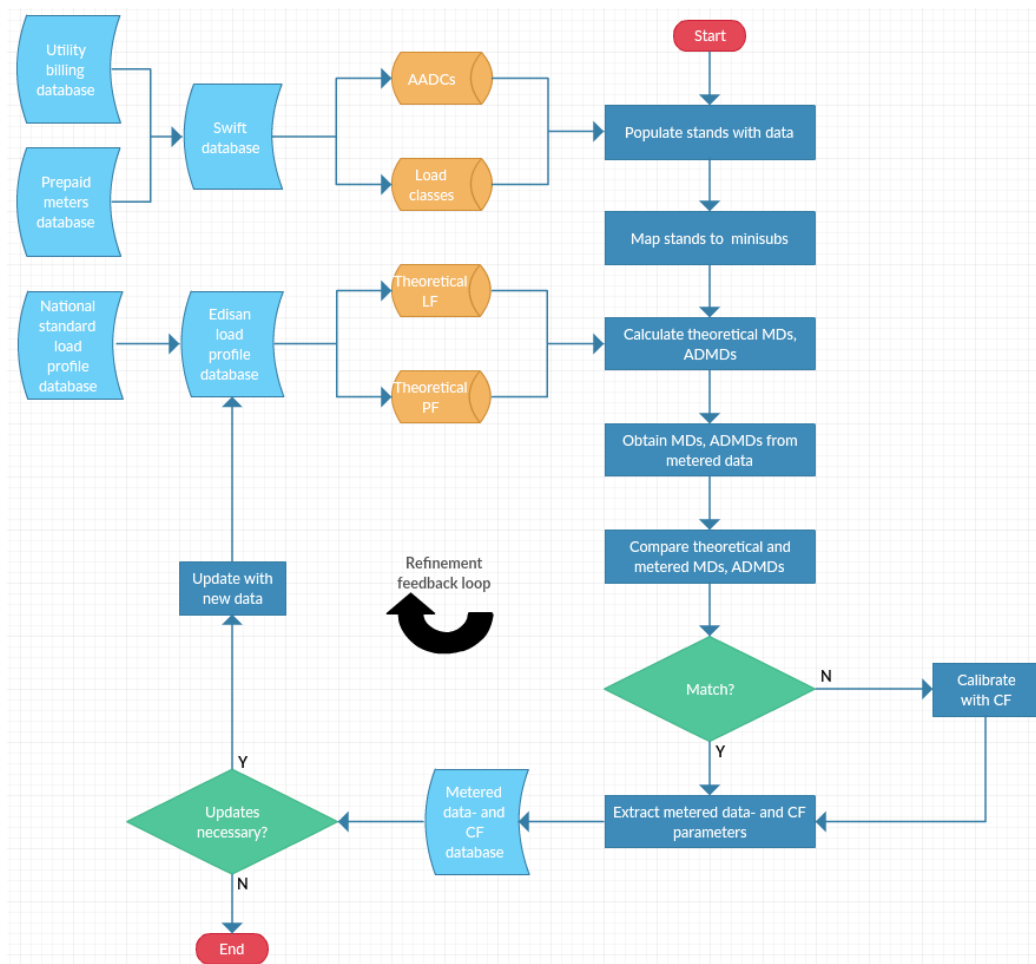 Start
Utility
billing
database
AADCs
Swift
database
Populate stands with data
Prepaid
meters
database
Load
classes
Map stands to minisubs
National
standard
load
profile
database
Edisan
load
profile
database
Theoretical
LF
Calculate theoretical MDs,
ADMDs
Theoretical
PF
Obtain MDs, ADMDs from
metered data
Compare theoretical and
metered MDs, ADMDs
Refinement
feedback loop
Update with
new data
Match?
N
Calibrate
with CF
Y
Extract metered data- and CF
parameters
Metered
data- and
CF
database
Y
Updates
necessary?
N
End